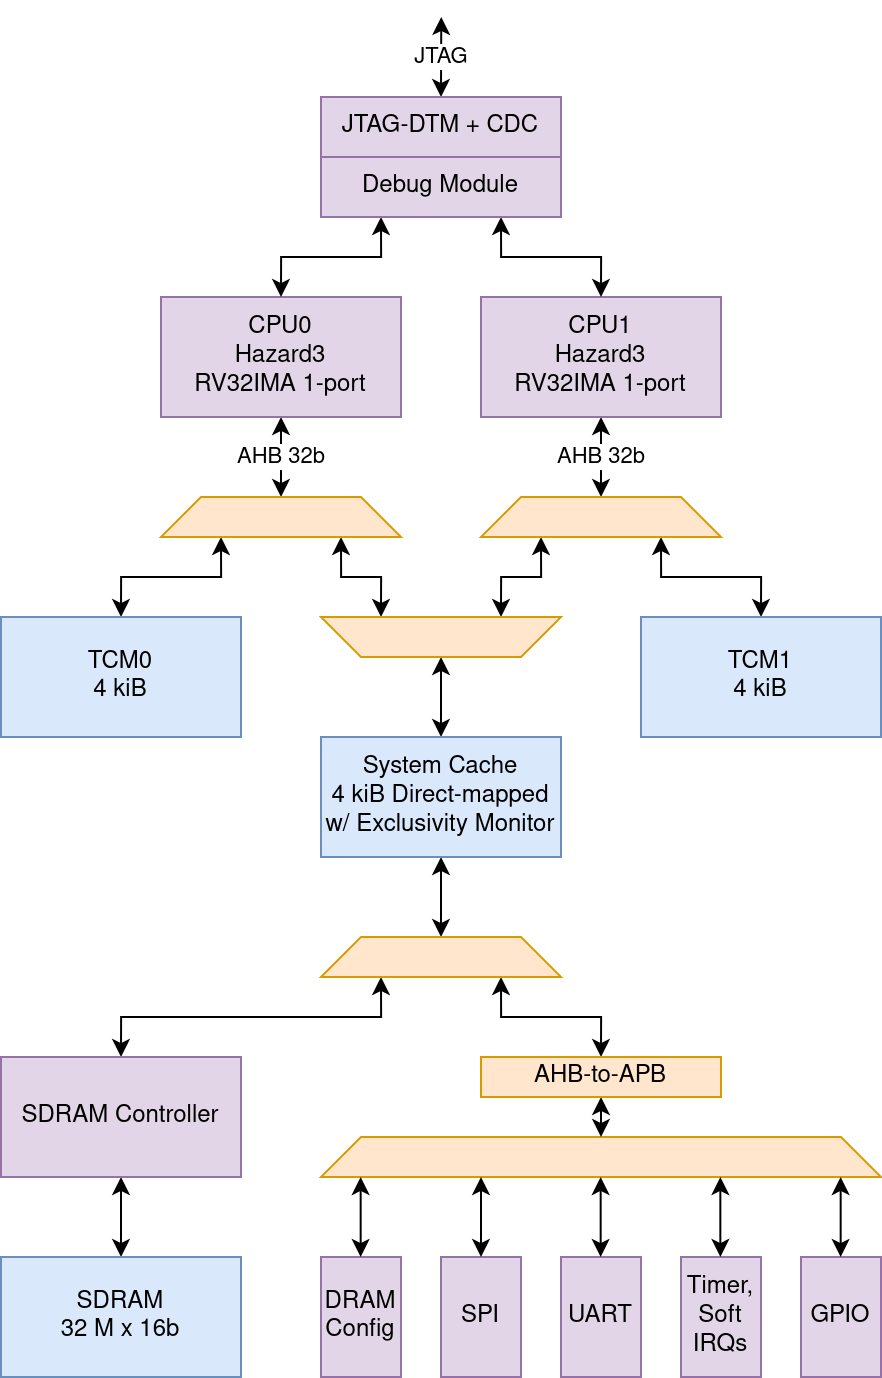 JTAG
JTAG-DTM + CDC
Debug Module
CPU0
Hazard3
RV32IMA 1-port
CPU1
Hazard3
RV32IMA 1-port
AHB 32b
AHB 32b
TCM0
4 kiB
TCM1
4 kiB
System Cache
4 kiB Direct-mapped
w/ Exclusivity Monitor
AHB-to-APB
SDRAM Controller
SDRAM
32 M x 16b
DRAM
Config
SPI
UART
Timer,
Soft
IRQs
GPIO